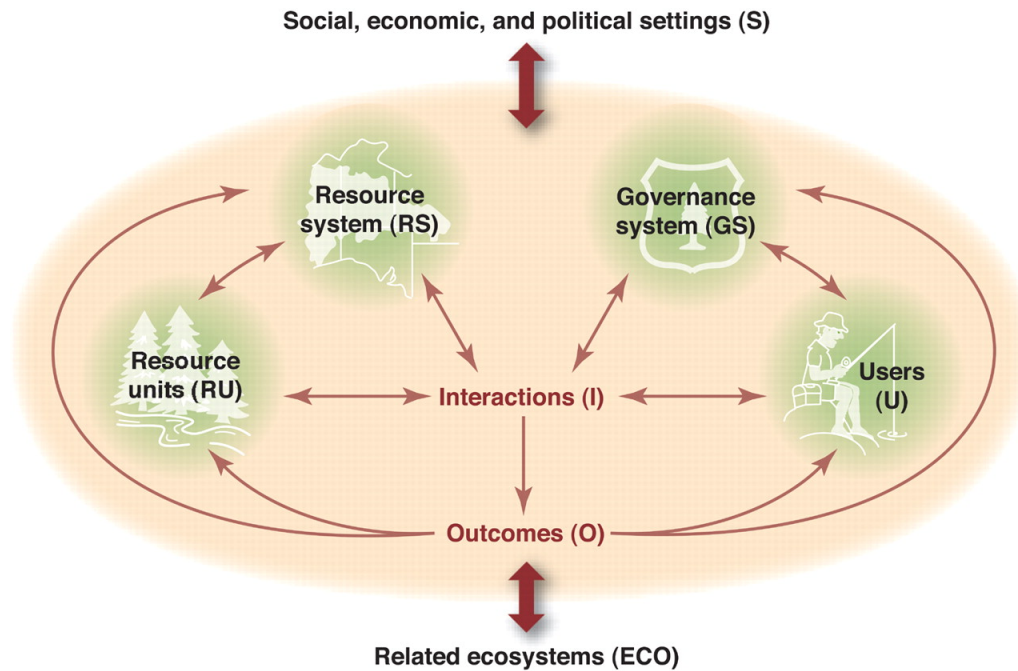 Social, economic, and political settings (S)
Resource
system (RS)
Governance
system (GS)
Resource
units (RU)
Interactions (I)
Users
(U)
Outcomes (O)
Related ecosystems (ECO)